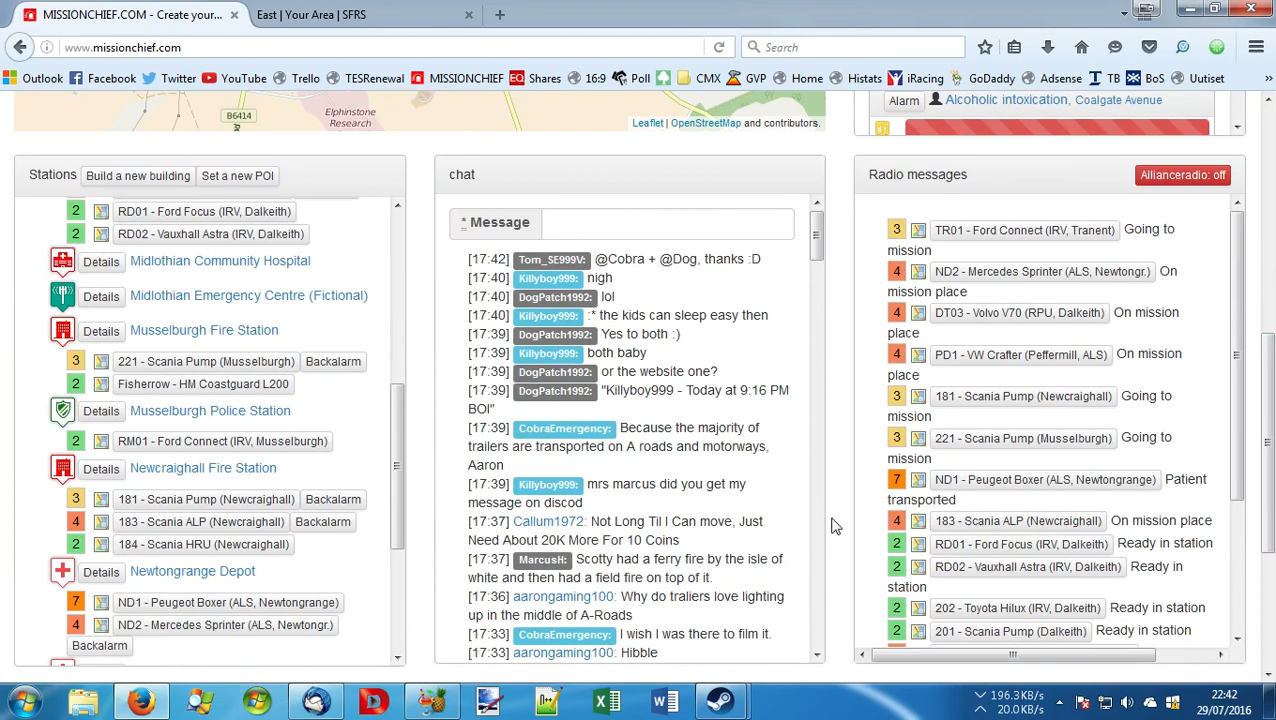 MISSIONCHIEF.COM - Create your...
East | Your Area | SFRS
www.missionchief.com
Search
Outlook Facebook Twitter YouTube Trello TESRenewal MISSIONCHIEF EQ Shares 16:9 Poll CMX GVP Home Histats iRacing GoDaddy Adsense TB BoS Uutiset »
Elphinstone
Research
B6414
Leaflet | OpenStreetMap and contributors.
Alarm Alcoholic intoxication, Coalgate Avenue
Stations Build a new building Set a new POI
2 RD01 - Ford Focus (IRV, Dalkeith)
2 RD02 - Vauxhall Astra (IRV, Dalkeith)
Details Midlothian Community Hospital
Details Midlothian Emergency Centre (Fictional)
Details Musselburgh Fire Station
3 221 - Scania Pump (Musselburgh) Backalarm
2 Fisherrow - HM Coastguard L200
Details Musselburgh Police Station
2 RM01 - Ford Connect (IRV, Musselburgh)
Details Newcraighall Fire Station
3 181 - Scania Pump (Newcraighall) Backalarm
4 183 - Scania ALP (Newcraighall) Backalarm
2 184 - Scania HRU (Newcraighall)
Details Newtongrange Depot
7 ND1 - Peugeot Boxer (ALS, Newtongrange)
4 ND2 - Mercedes Sprinter (ALS, Newtongr.)
Backalarm
chat
* Message
[17:42] Tom_SE999V: @Cobra + @Dog, thanks :D
[17:40] Killyboy999: nigh
[17:40] DogPatch1992: lol
[17:40] Killyboy999: :* the kids can sleep easy then
[17:39] DogPatch1992: Yes to both :)
[17:39] Killyboy999: both baby
[17:39] DogPatch1992: or the website one?
[17:39] DogPatch1992: "Killyboy999 - Today at 9:16 PM
BOI"
[17:39] CobraEmergency: Because the majority of
trailers are transported on A roads and motorways,
Aaron
[17:39] Killyboy999: mrs marcus did you get my
message on discod
[17:37] Callum1972: Not Long Til I Can move, Just
Need About 20K More For 10 Coins
[17:37] MarcusH: Scotty had a ferry fire by the isle of
white and then had a field fire on top of it.
[17:36] aarongaming100: Why do traliers love lighting
up in the middle of A-Roads
[17:33] CobraEmergency: I wish I was there to film it.
[17:33] aarongaming100: Hibble
Radio messages Allianceradio: off
3 TR01 - Ford Connect (IRV, Tranent) Going to
mission
4 ND2 - Mercedes Sprinter (ALS, Newtongr.) On
mission place
4 DT03 - Volvo V70 (RPU, Dalkeith) On mission
place
4 PD1 - VW Crafter (Peffermill, ALS) On mission
place
3 181 - Scania Pump (Newcraighall) Going to
mission
3 221 - Scania Pump (Musselburgh) Going to
mission
7 ND1 - Peugeot Boxer (ALS, Newtongrange) Patient
transported
4 183 - Scania ALP (Newcraighall) On mission place
2 RD01 - Ford Focus (IRV, Dalkeith) Ready in station
2 RD02 - Vauxhall Astra (IRV, Dalkeith) Ready in
station
2 202 - Toyota Hilux (IRV, Dalkeith) Ready in station
2 201 - Scania Pump (Dalkeith) Ready in station
196.3KB/s
20.0KB/s
22:42
29/07/2016